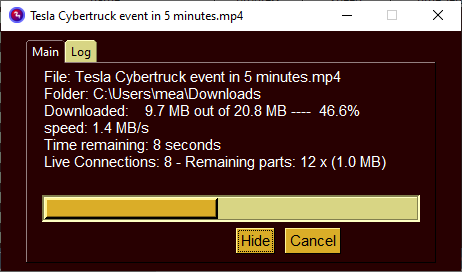 Tesla Cybertruck event in 5 minutes.mp4
Main Log
File: Tesla Cybertruck event in 5 minutes.mp4
Folder: C:\Users\mea\Downloads
Downloaded: 9.7 MB out of 20.8 MB ---- 46.6%
speed: 1.4 MB/s
Time remaining: 8 seconds
Live Connections: 8 - Remaining parts: 12 x (1.0 MB)
Hide Cancel